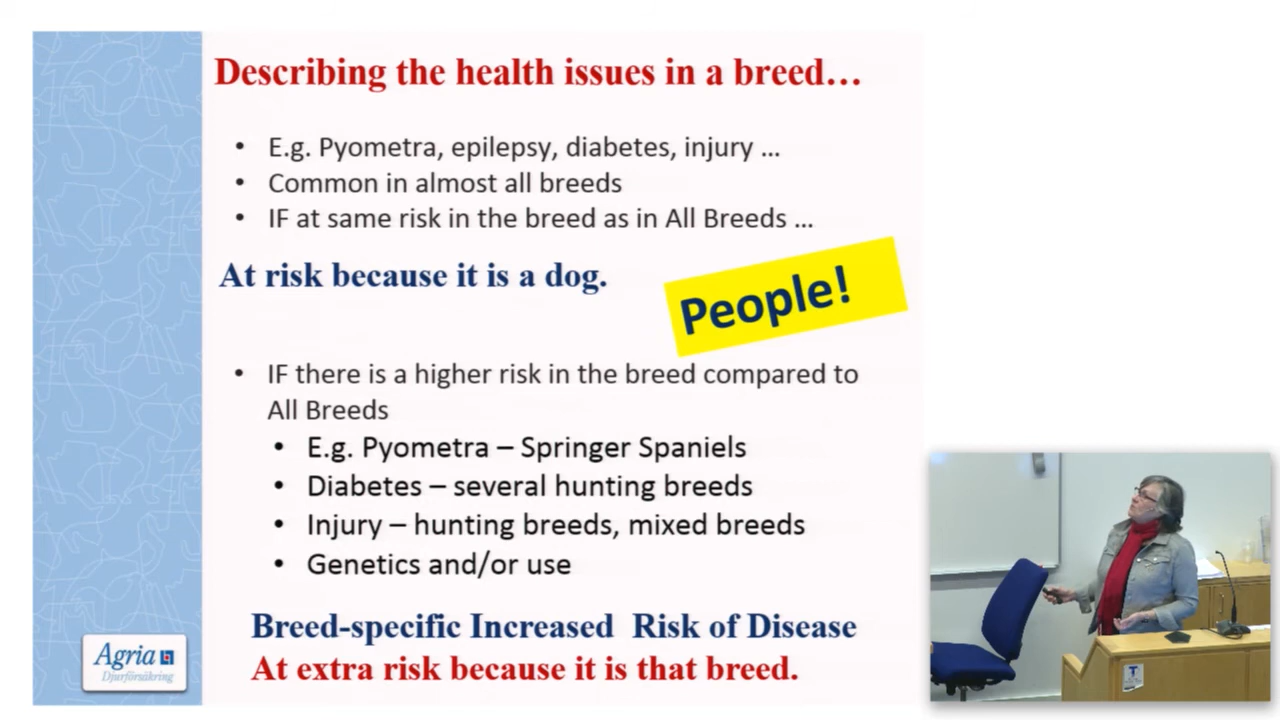 Describing the health issues in a breed…
• E.g. Pyometra, epilepsy, diabetes, injury …
• Common in almost all breeds
• IF at same risk in the breed as in All Breeds …
At risk because it is a dog.
People!
• IF there is a higher risk in the breed compared to
All Breeds
• E.g. Pyometra – Springer Spaniels
• Diabetes – several hunting breeds
• Injury – hunting breeds, mixed breeds
• Genetics and/or use
Breed-specific Increased Risk of Disease
At extra risk because it is that breed.
Agria
Djurförsäkring